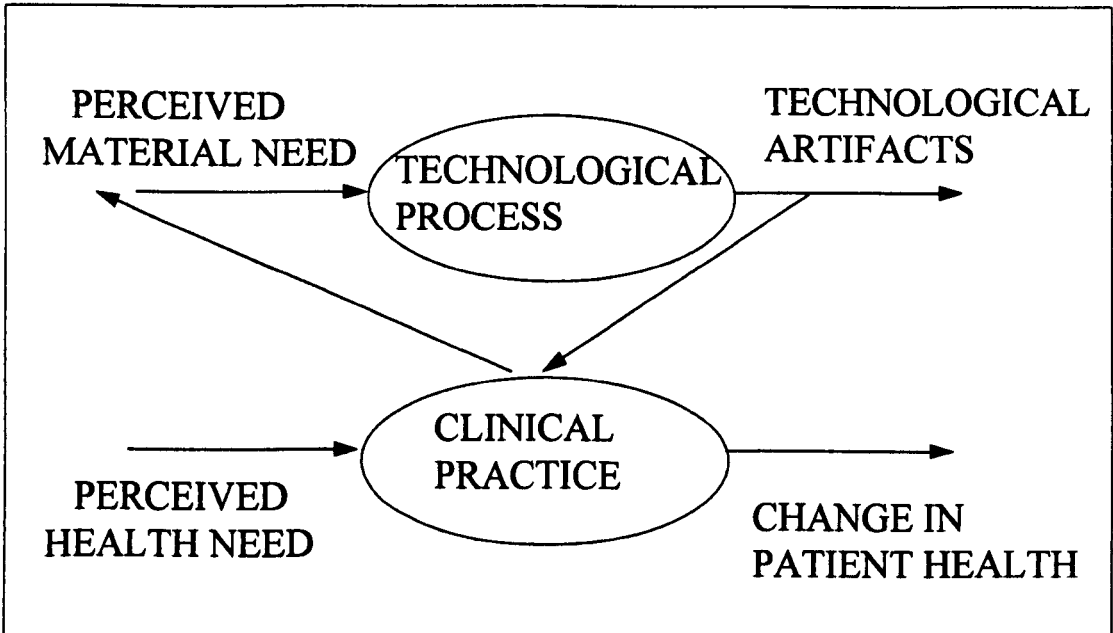 PERCEIVED
MATERIAL NEED
TECHNOLOGICAL
PROCESS
TECHNOLOGICAL
ARTIFACTS
CLINICAL
PRACTICE
PERCEIVED
HEALTH NEED
CHANGE IN
PATIENT HEALTH